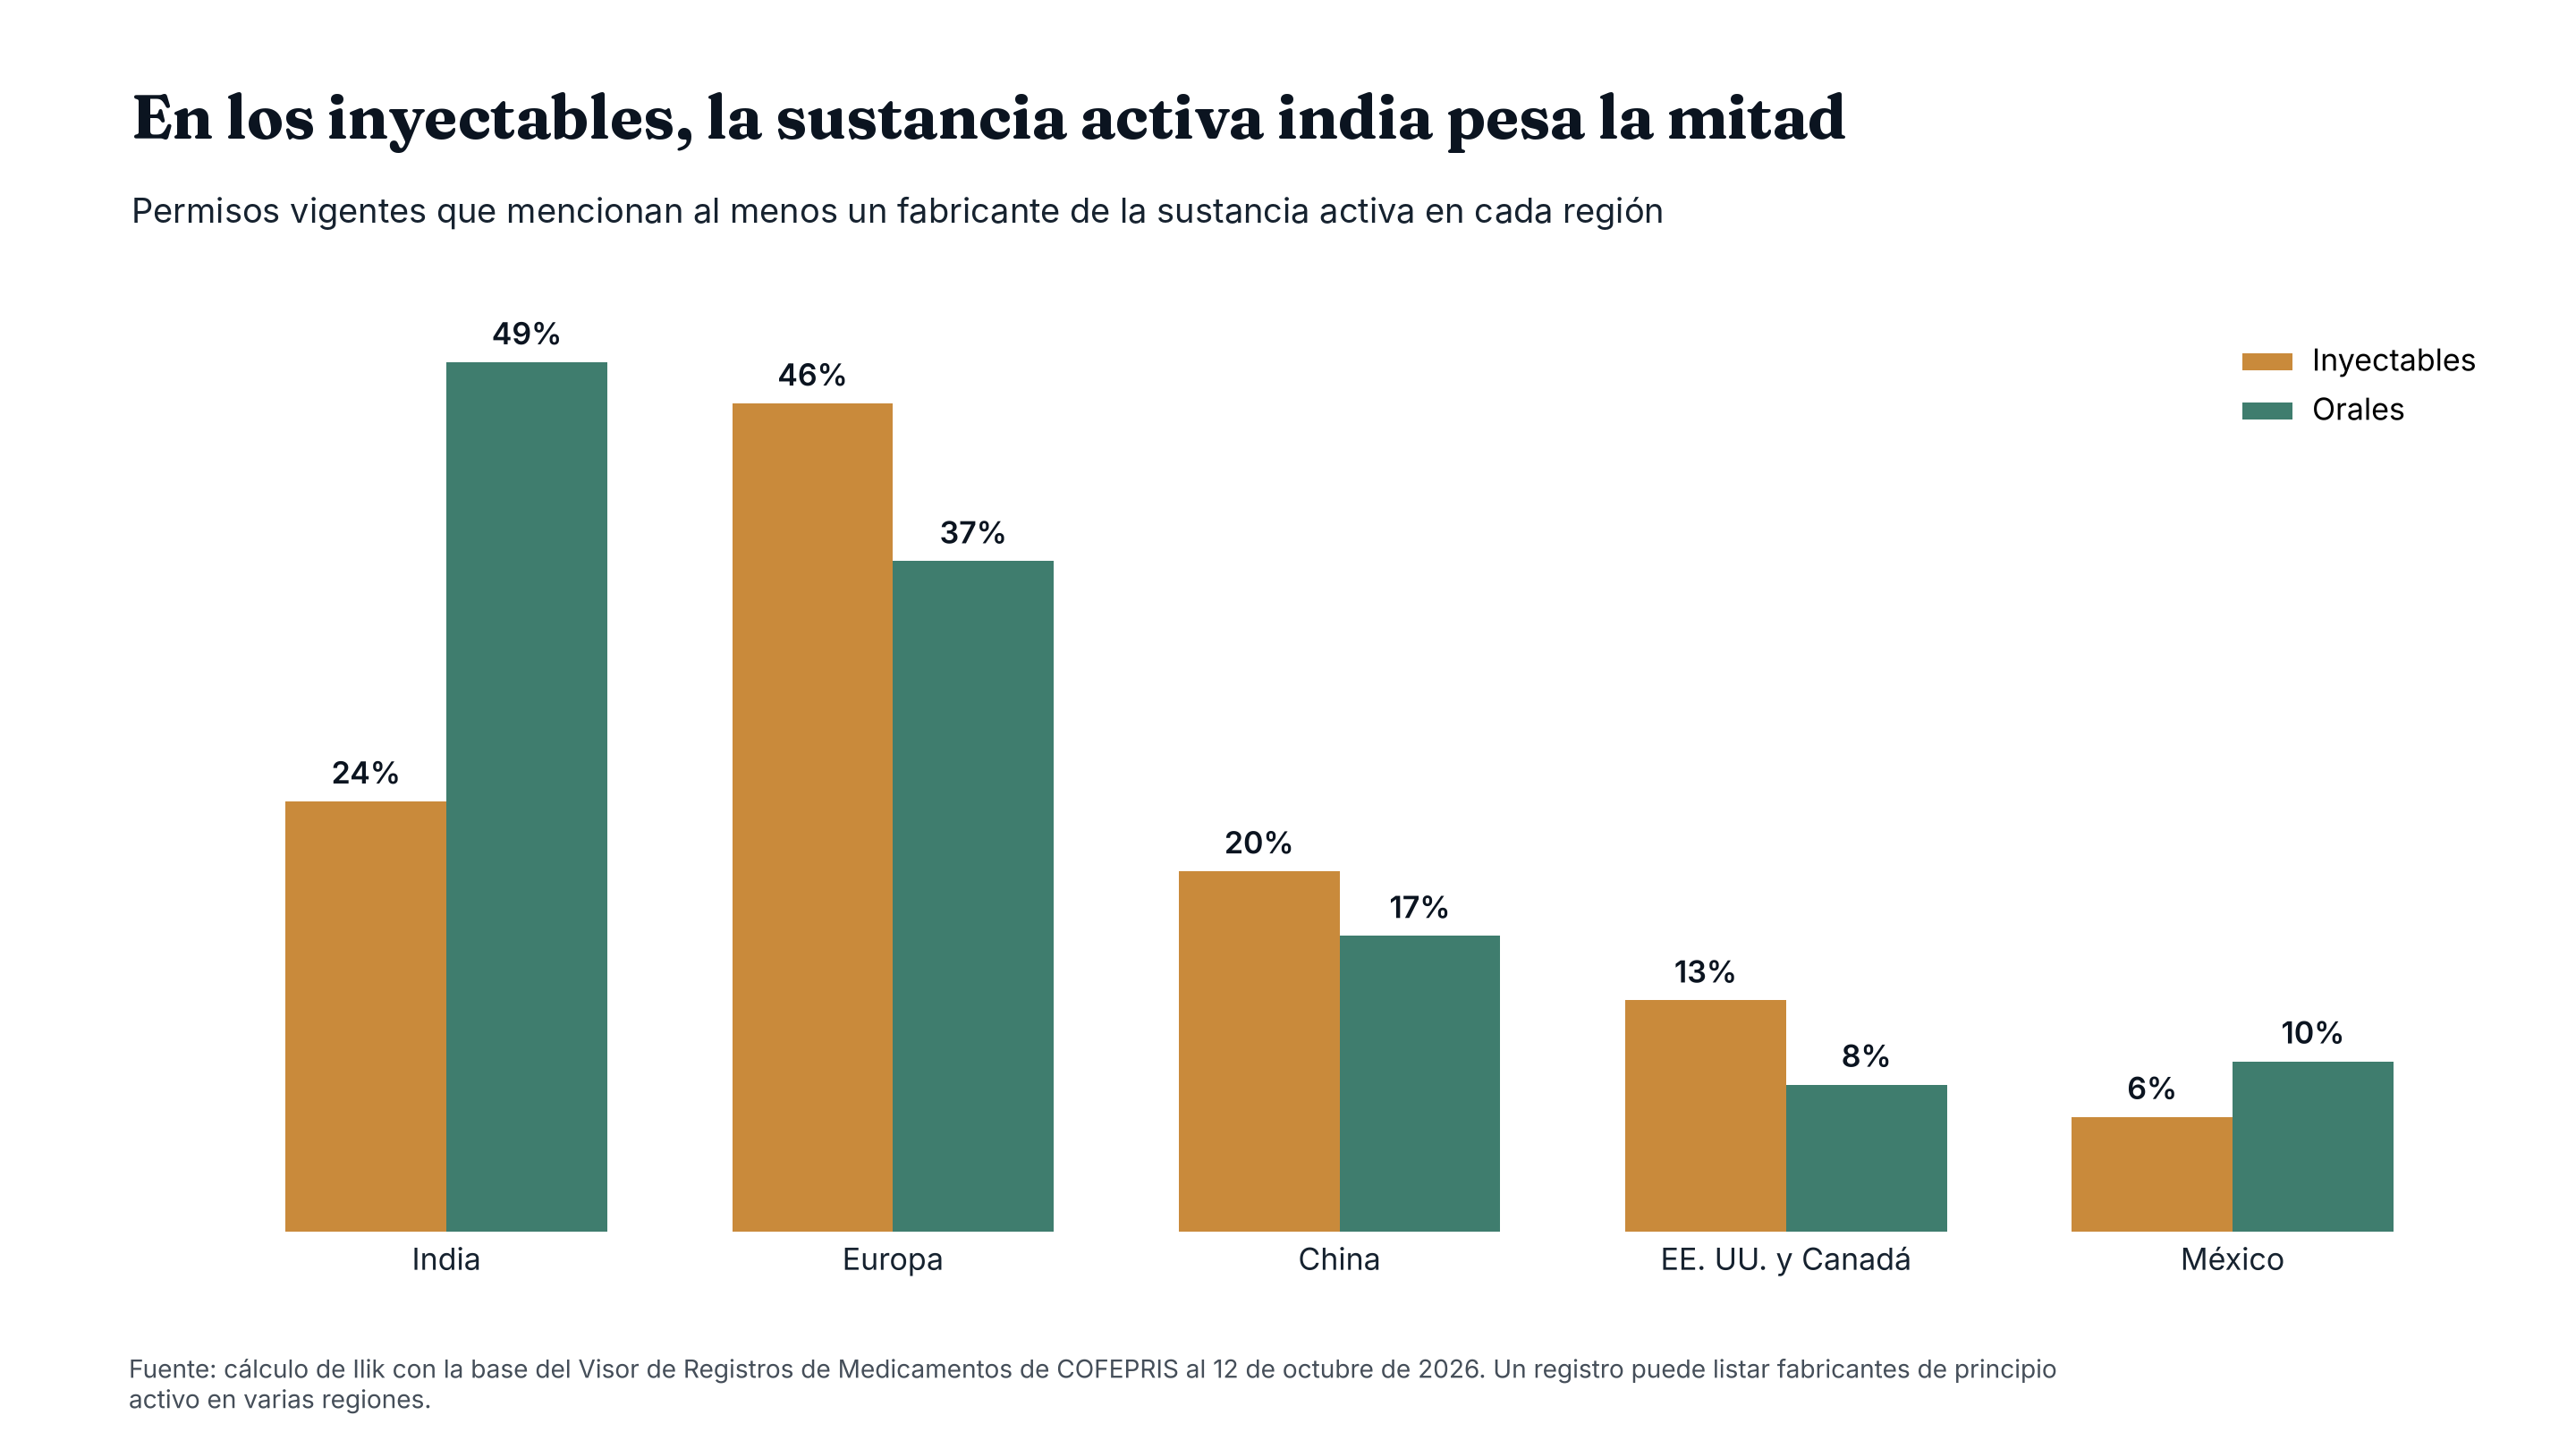 En los inyectables, la sustancia activa india pesa la mitad
Permisos vigentes que mencionan al menos un fabricante de la sustancia activa en cada región
Inyectables
Orales
24%
49%
46%
37%
20%
17%
13%
8%
6%
10%
India
Europa
China
EE. UU. y Canadá
México
Fuente: cálculo de Ilik con la base del Visor de Registros de Medicamentos de COFEPRIS al 12 de octubre de 2026. Un registro puede listar fabricantes de principio
activo en varias regiones.